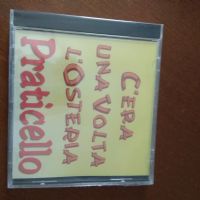 C'ERA
UNA VOLTA
L'OSTERIA
Praticello